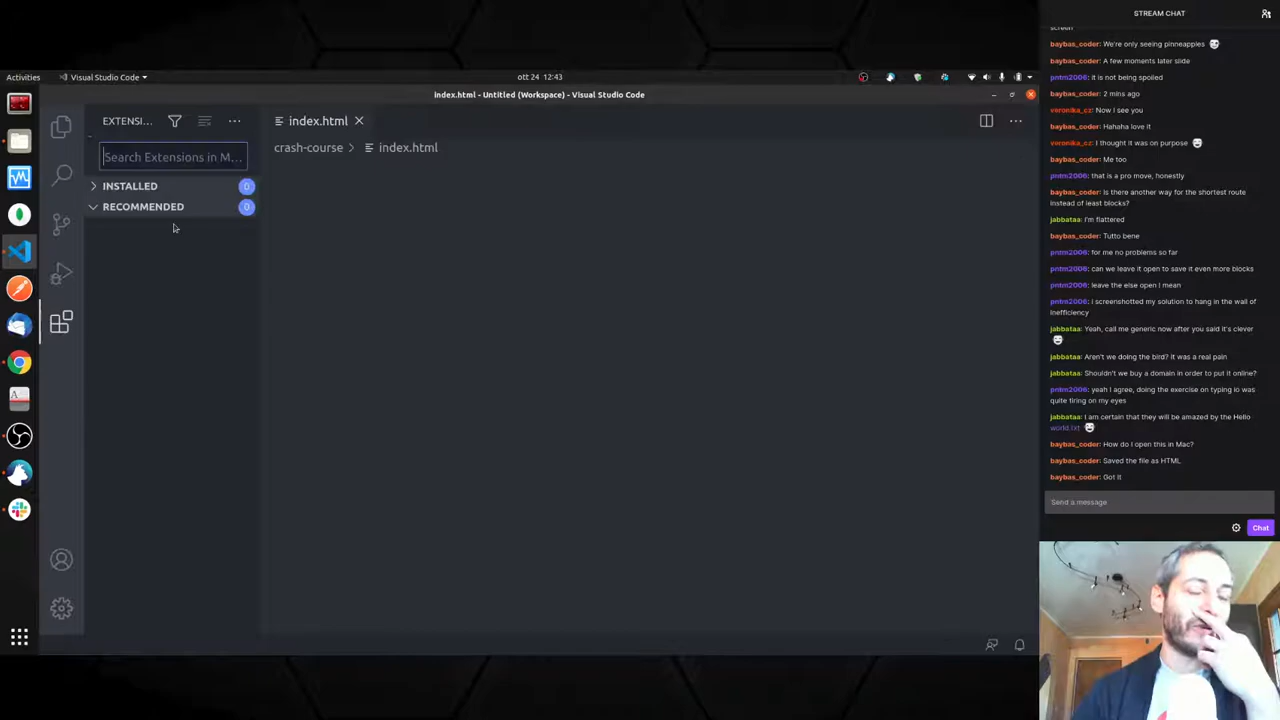 STREAM CHAT
Activities
Visual Studio Code
ott 24 12:43
index.html - Untitled (Workspace) - Visual Studio Code
EXTENSI...
index.html
crash-course > index.html
Search Extensions in M...
INSTALLED
0
RECOMMENDED
0
screen
baybas_coder: We're only seeing pinneapples
baybas_coder: A few moments later slide
pntm2006: it is not being spoiled
baybas_coder: 2 mins ago
veronika_cz: Now I see you
baybas_coder: Hahaha love it
veronika_cz: I thought it was on purpose
baybas_coder: Me too
pntm2006: that is a pro move, honestly
baybas_coder: Is there another way for the shortest route
instead of least blocks?
jabbataa: I'm flattered
baybas_coder: Tutto bene
pntm2006: for me no problems so far
pntm2006: can we leave it open to save it even more blocks
pntm2006: leave the else open I mean
pntm2006: I screenshotted my solution to hang in the wall of
inefficiency
jabbataa: Yeah, call me generic now after you said it's clever
jabbataa: Aren't we doing the bird? it was a real pain
jabbataa: Shouldn't we buy a domain in order to put it online?
pntm2006: yeah I agree, doing the exercise on typing io was
quite tiring on my eyes
jabbataa: I am certain that they will be amazed by the Hello
world.txt
baybas_coder: How do I open this in Mac?
baybas_coder: Saved the file as HTML
baybas_coder: Got it
Send a message
Chat